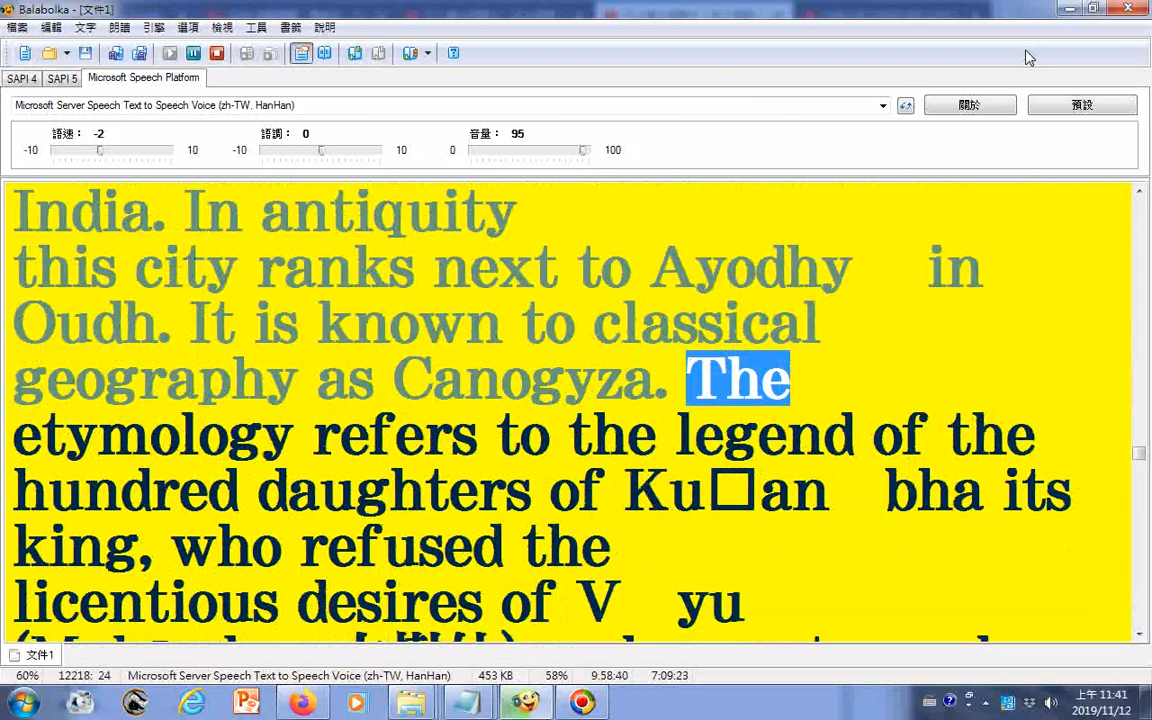 Balabolka - [文件1]
檔案 編輯 文字 朗讀 引擎 選項 檢視 工具 書籤 說明
SAPI 4 SAPI 5 Microsoft Speech Platform
Microsoft Server Speech Text to Speech Voice (zh-TW, HanHan) 關於 預設
語速： -2 語調： 0 音量： 95
-10 10 -10 10 0 100
India. In antiquity
this city ranks next to Ayodhy in
Oudh. It is known to classical
geography as Canogyza. The
etymology refers to the legend of the
hundred daughters of Ku□an bha its
king, who refused the
licentious desires of V yu
文件1
60% 12218: 24 Microsoft Server Speech Text to Speech Voice (zh-TW, HanHan) 453 KB 58% 9:58:40 7:09:23
上午 11:41
2019/11/12